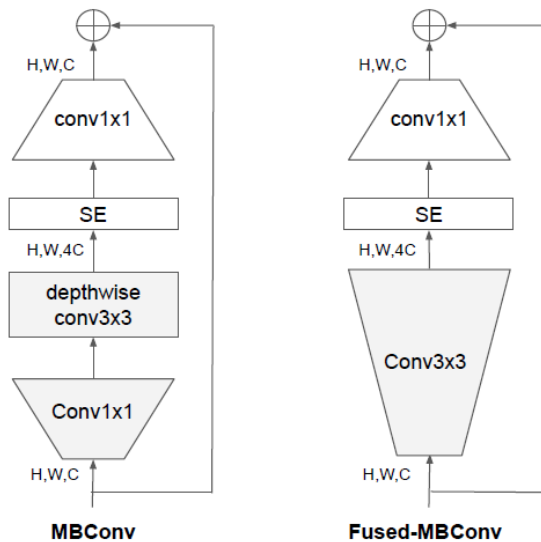 H,W,C
conv1x1
SE
H,W,4C
depthwise
conv3x3
Conv1x1
H,W,C
MBConv
H,W,C
conv1x1
SE
H,W,4C
Conv3x3
H,W,C
Fused-MBConv